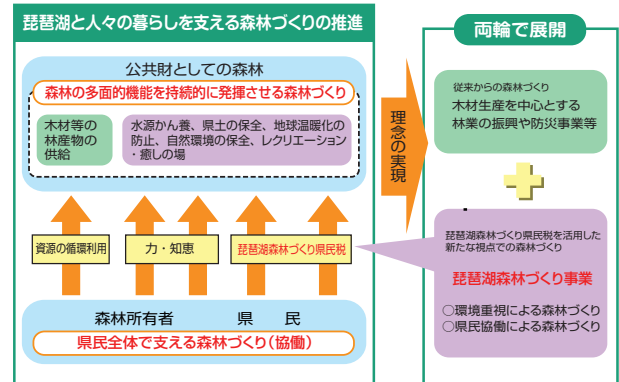 琵琶湖と人々の暮らしを支える森林づくりの推進
公共財としての森林
森林の多面的機能を持続的に発揮させる森林づくり
木材等の
林産物の
供給
水源かん養、県土の保全、地球温暖化の
防止、自然環境の保全、レクリエーション
・癒しの場
資源の循環利用
力・知恵
琵琶湖森林づくり県民税
森林所有者 県 民
県民全体で支える森林づくり(協働)
理念の実現
両輪で展開
従来からの森林づくり
木材生産を中心とする
林業の振興や防災事業等
琵琶湖森林づくり県民税を活用した
新たな視点での森林づくり
琵琶湖森林づくり事業
○環境重視による森林づくり
○県民協働による森林づくり